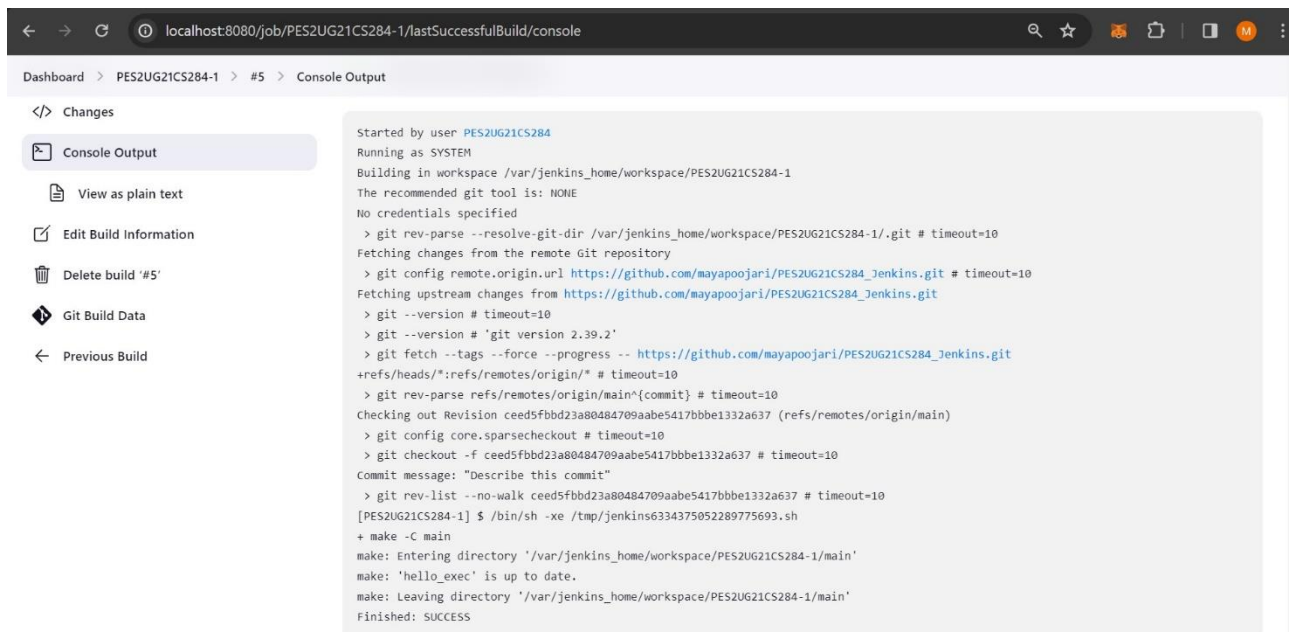 localhost:8080/job/PES2UG21CS284-1/lastSuccessfulBuild/console
M
Dashboard > PES2UG21CS284-1 > #5 > Console Output
</> Changes
Console Output
View as plain text
Edit Build Information
Delete build '#5'
Git Build Data
Previous Build
Started by user PES2UG21CS284
Running as SYSTEM
Building in workspace /var/jenkins_home/workspace/PES2UG21CS284-1
The recommended git tool is: NONE
No credentials specified
> git rev-parse --resolve-git-dir /var/jenkins_home/workspace/PES2UG21CS284-1/.git # timeout=10
Fetching changes from the remote Git repository
> git config remote.origin.url https://github.com/mayapoojari/PES2UG21CS284_Jenkins.git # timeout=10
Fetching upstream changes from https://github.com/mayapoojari/PES2UG21CS284_Jenkins.git
> git --version # timeout=10
> git --version # 'git version 2.39.2'
> git fetch --tags --force --progress -- https://github.com/mayapoojari/PES2UG21CS284_Jenkins.git
+refs/heads/*:refs/remotes/origin/* # timeout=10
> git rev-parse refs/remotes/origin/main^{commit} # timeout=10
Checking out Revision ceed5fbbd23a80484709aabe5417bbbe1332a637 (refs/remotes/origin/main)
> git config core.sparsecheckout # timeout=10
> git checkout -f ceed5fbbd23a80484709aabe5417bbbe1332a637 # timeout=10
Commit message: "Describe this commit"
> git rev-list --no-walk ceed5fbbd23a80484709aabe5417bbbe1332a637 # timeout=10
[PES2UG21CS284-1] $ /bin/sh -xe /tmp/jenkins6334375052289775693.sh
+ make -C main
make: Entering directory '/var/jenkins_home/workspace/PES2UG21CS284-1/main'
make: 'hello_exec' is up to date.
make: Leaving directory '/var/jenkins_home/workspace/PES2UG21CS284-1/main'
Finished: SUCCESS